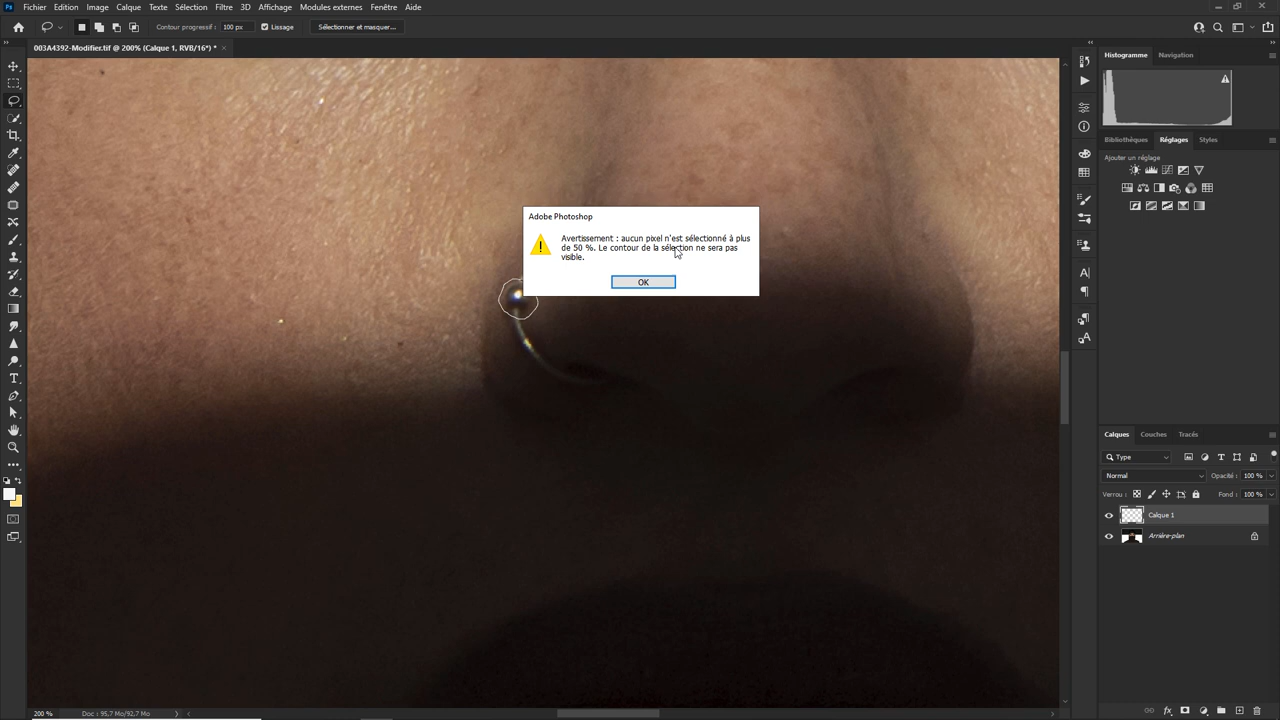 Ps Fichier Edition Image Calque Texte Sélection Filtre 3D Affichage Modules externes Fenêtre Aide
Contour progressif : 100 px Lissage Sélectionner et masquer...
003A4392-Modifier.tif @ 200% (Calque 1, RVB/16*) * ×
Histogramme Navigation
Bibliothèques Réglages Styles
Ajouter un réglage
Adobe Photoshop
Avertissement : aucun pixel n'est sélectionné à plus
de 50 %. Le contour de la sélection ne sera pas
visible.
OK
Calques Couches Tracés
Type
Normal Opacité : 100 %
Verrou : Fond : 100 %
Calque 1
Arrière-plan
200 % Doc : 95,7 Mo/92,7 Mo